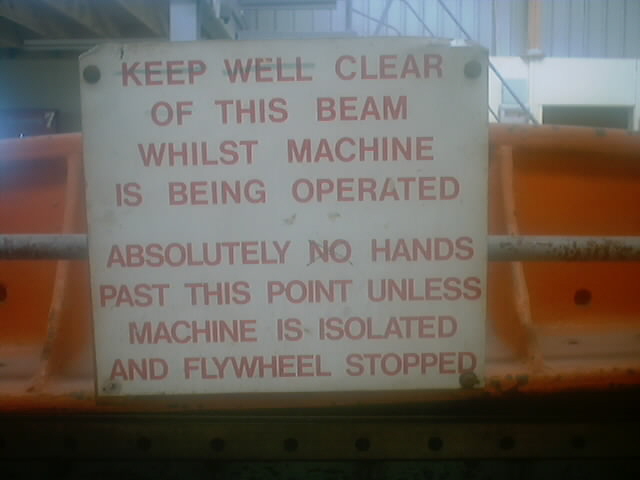 KEEP WELL CLEAR
OF THIS BEAM
WHILST MACHINE
IS BEING OPERATED
ABSOLUTELY NO HANDS
PAST THIS POINT UNLESS
MACHINE IS ISOLATED
AND FLYWHEEL STOPPED
7